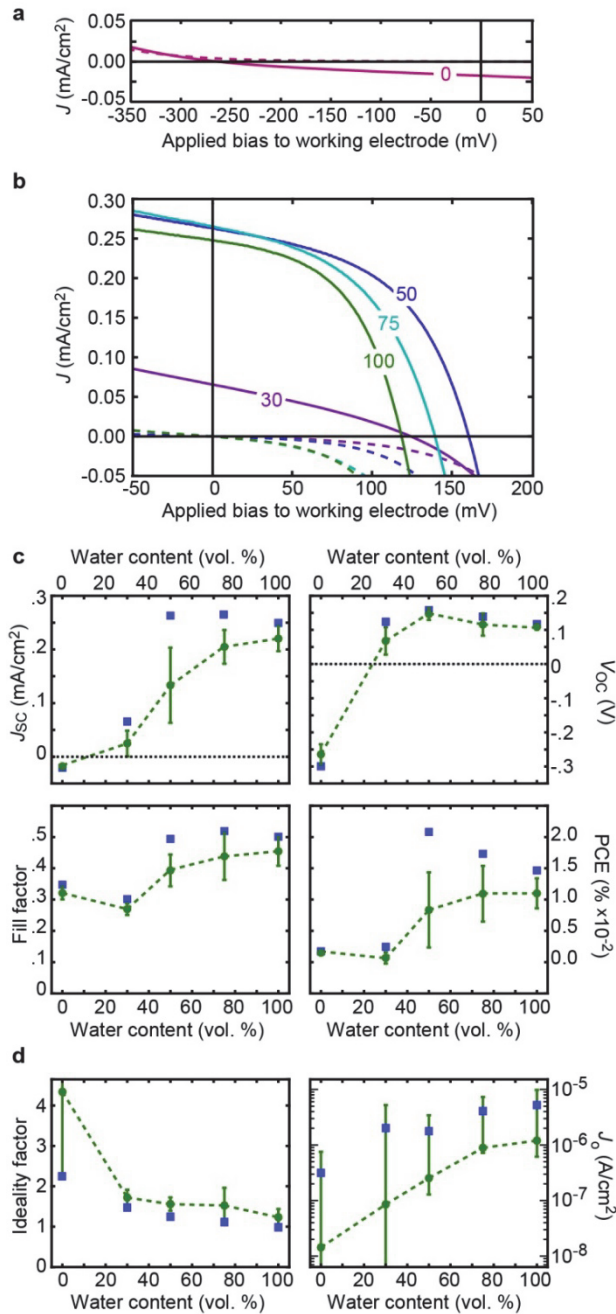 a
0.05
0.00
-0.05
J (mA/cm²)
0
-350 -300 -250 -200 -150 -100 -50 0 50
Applied bias to working electrode (mV)
b
0.30
0.25
0.20
0.15
0.10
0.05
0.00
-0.05
J (mA/cm²)
50
75
100
30
-50 0 50 100 150 200
Applied bias to working electrode (mV)
c
Water content (vol. %) Water content (vol. %)
0 20 40 60 80 100 0 20 40 60 80 100
.3
.2
.1
0
JSC (mA/cm²)
.2
.1
0
-.1
-.2
-.3
VOC (V)
.5
.4
.3
.2
.1
0
Fill factor
2.0
1.5
1.0
0.5
0.0
PCE (% x10⁻²)
0 20 40 60 80 100 0 20 40 60 80 100
Water content (vol. %) Water content (vol. %)
d
4
3
2
1
0
Ideality factor
10⁻⁵
10⁻⁶
10⁻⁷
10⁻⁸
Jo (A/cm²)
0 20 40 60 80 100 0 20 40 60 80 100
Water content (vol. %) Water content (vol. %)